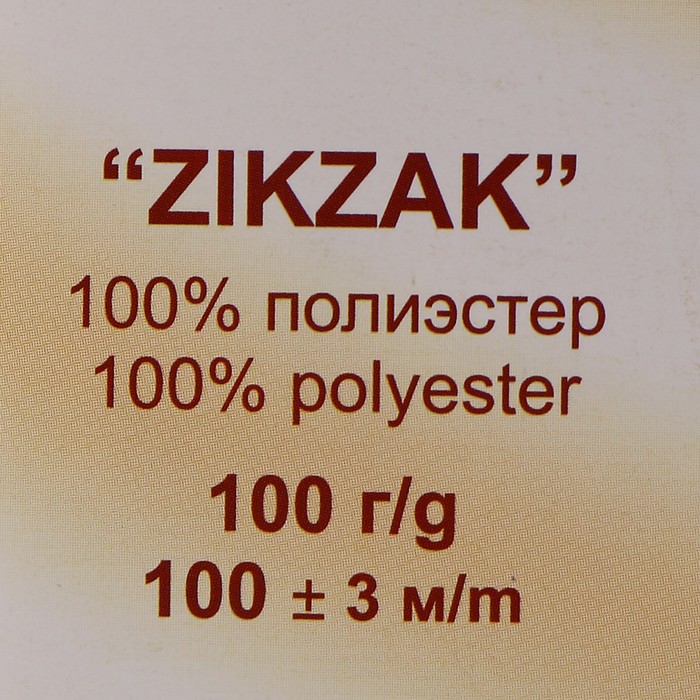 “ZIKZAK”
100% полиэстер
100% polyester
100 г/g
100 ± 3 м/m